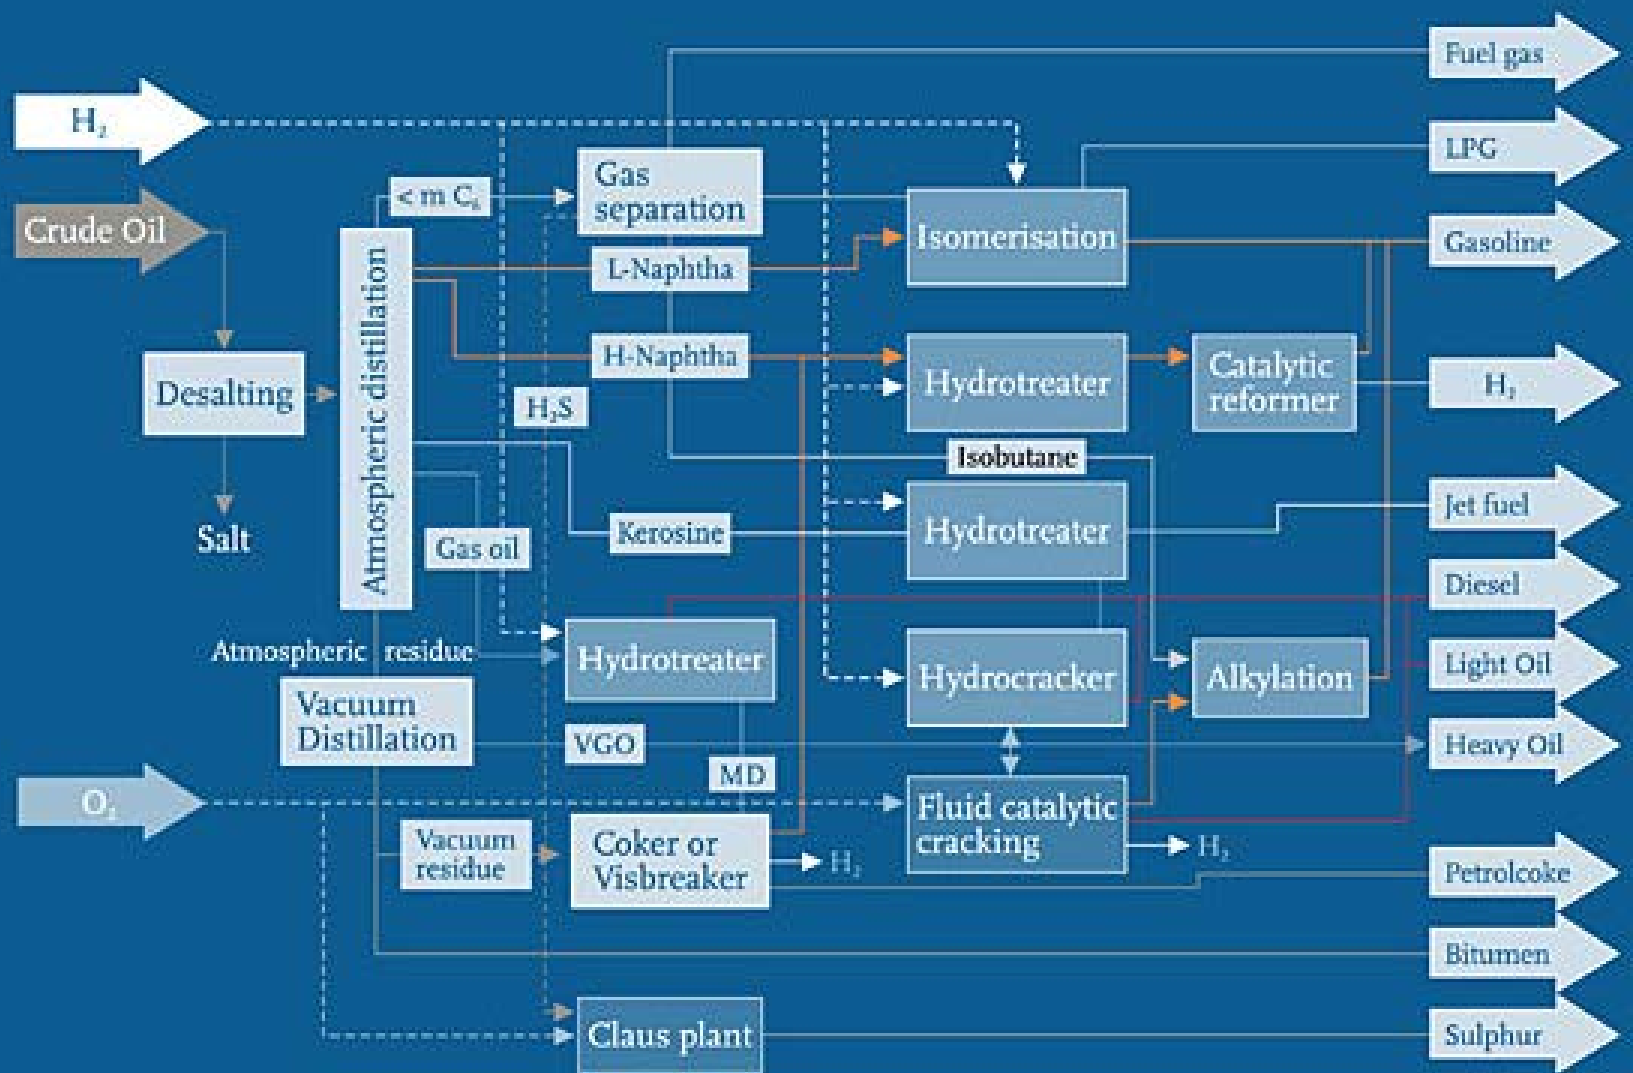 Fuel gas
H₂
LPG
Crude Oil
< m C₄
Gas
separation
Isomerisation
Gasoline
L-Naphtha
Atmospheric distillation
Desalting
H-Naphtha
Hydrotreater
Catalytic
reformer
H₂
H₂S
Isobutane
Salt
Gas oil
Kerosine
Hydrotreater
Jet fuel
Diesel
Atmospheric residue
Hydrotreater
Hydrocracker
Alkylation
Light Oil
Vacuum
Distillation
VGO
Heavy Oil
MD
O₂
Fluid catalytic
cracking
H₂
Vacuum
residue
Coker or
Visbreaker
H₂
Petrolcoke
Bitumen
Claus plant
Sulphur